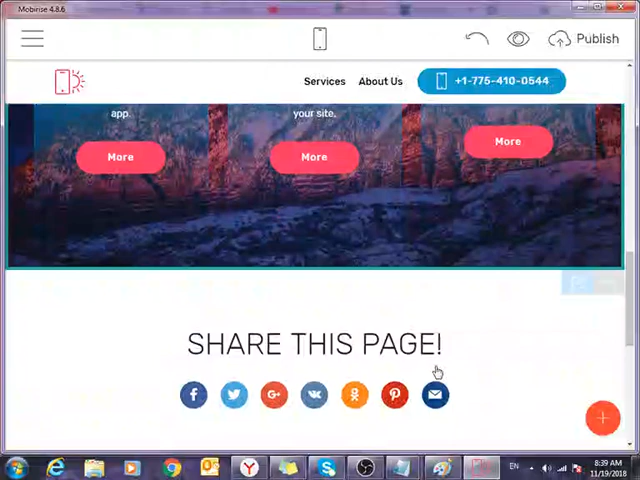 Mobirise 4.8.6
Publish
Services About Us +1-775-410-0544
app. your site.
More More More
SHARE THIS PAGE!
EN 8:39 AM
11/19/2018